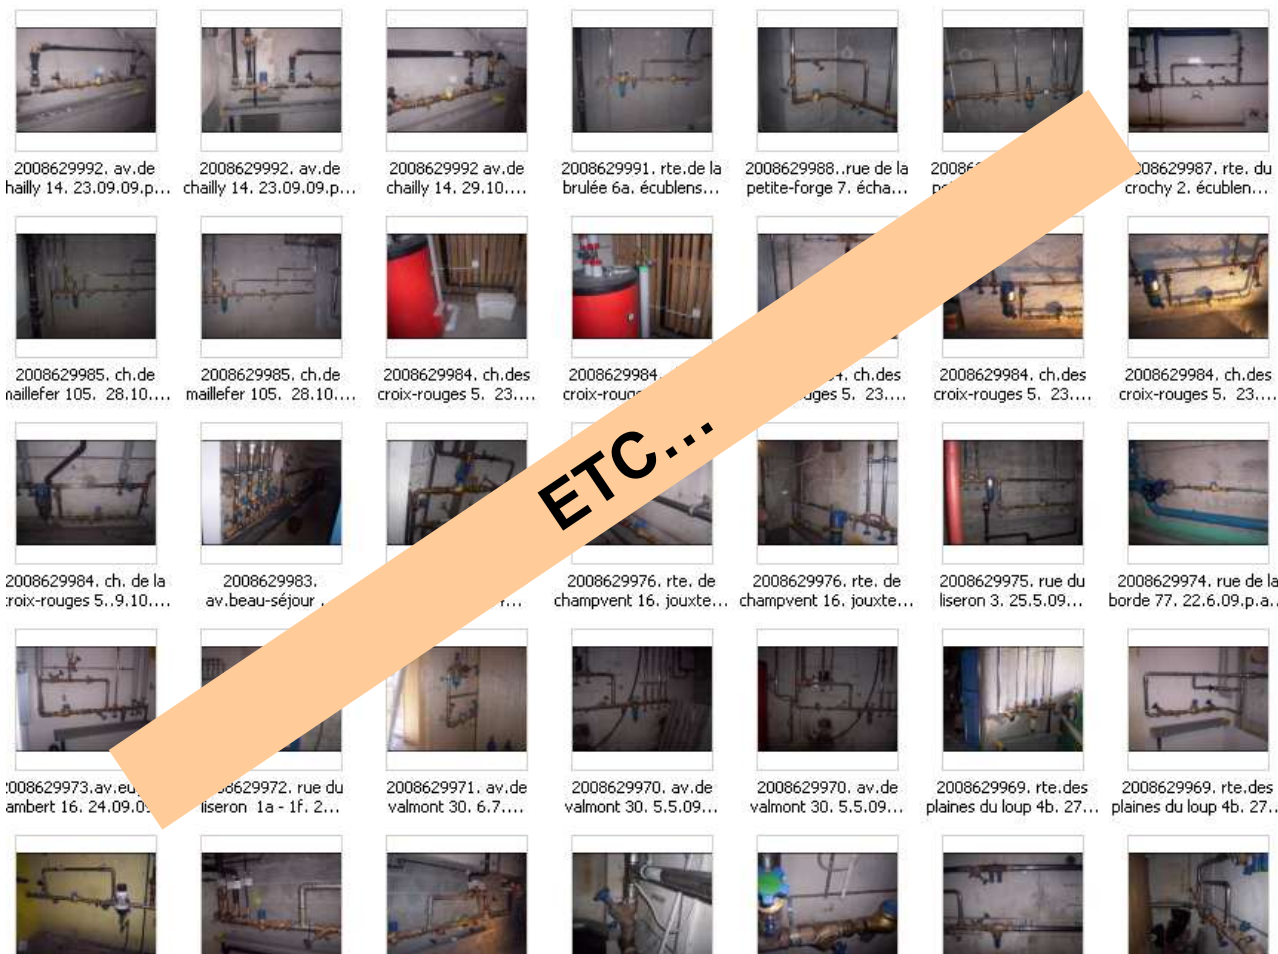 2008629992. av.de
hailly 14. 23.09.09.p...
2008629992. av.de
chailly 14. 23.09.09.p...
2008629992 av.de
chailly 14. 29.10....
2008629991. rte.de la
brulée 6a. écublens...
2008629988..rue de la
petite-forge 7. écha...
rte. du
crochy 2. écublen...
2008629985. ch.de
maillefer 105. 28.10....
2008629985. ch.de
maillefer 105. 28.10....
2008629984. ch.des
croix-rouges 5. 23....
2008629984.
ch.des
5. 23....
2008629984. ch.des
croix-rouges 5. 23....
2008629984. ch.des
croix-rouges 5. 23....
ETC...
2008629984. ch. de la
croix-rouges 5..9.10....
2008629983.
av.beau-séjour
2008629976. rte. de
champvent 16. jouxte...
2008629976. rte. de
champvent 16. jouxte...
2008629975. rue du
liseron 3. 25.5.09...
2008629974. rue de la
borde 77. 22.6.09.p.a..
ambert 16. 24.09.0
rue du
liseron 1a - 1f. 2...
2008629971. av.de
valmont 30. 6.7....
2008629970. av.de
valmont 30. 5.5.09...
2008629970. av.de
valmont 30. 5.5.09...
2008629969. rte.des
plaines du loup 4b. 27...
2008629969. rte.des
plaines du loup 4b. 27..